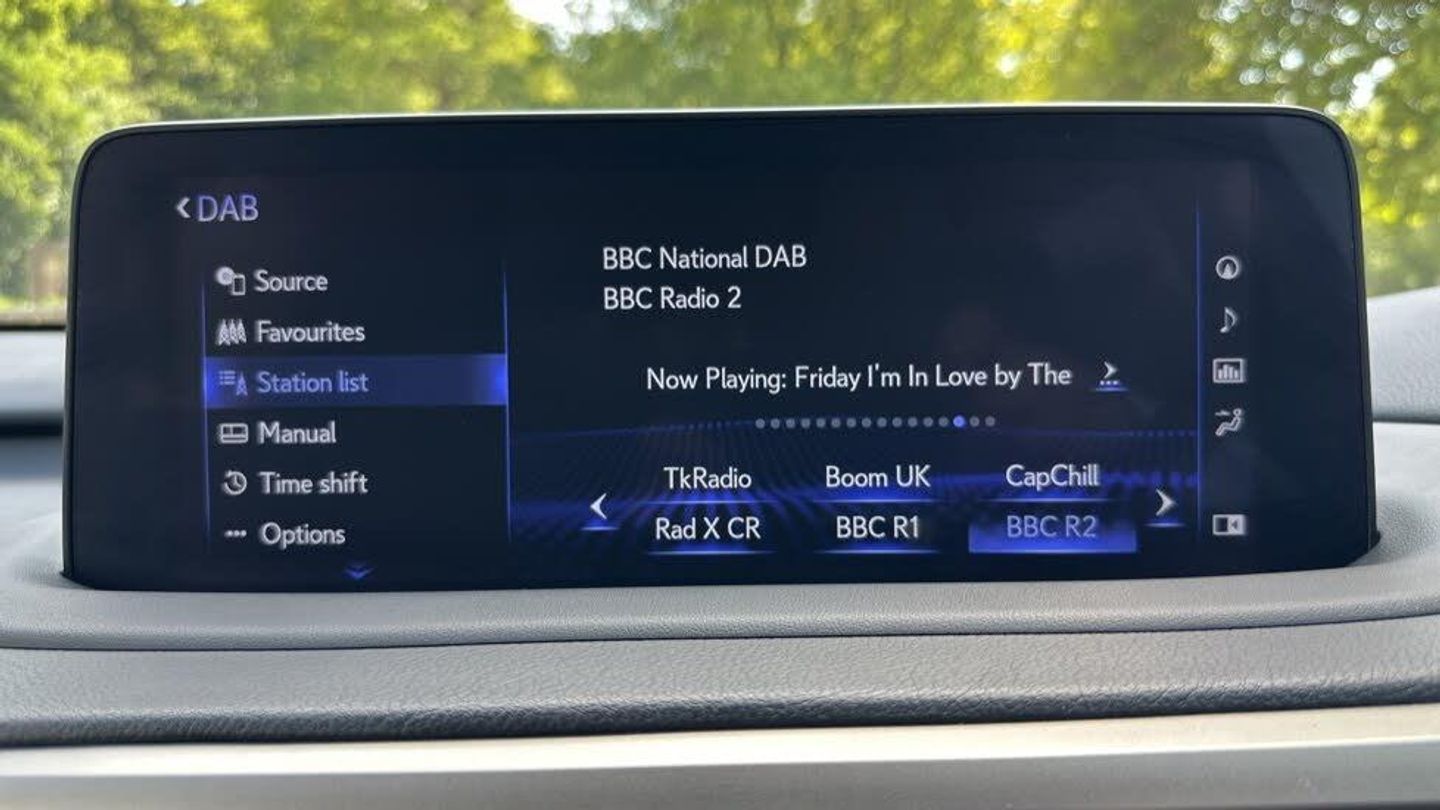 DAB
Source
Favourites
Station list
Manual
Time shift
Options
BBC National DAB
BBC Radio 2
Now Playing: Friday I'm In Love by The
TkRadio
Boom UK
CapChill
Rad X CR
BBC R1
BBC R2